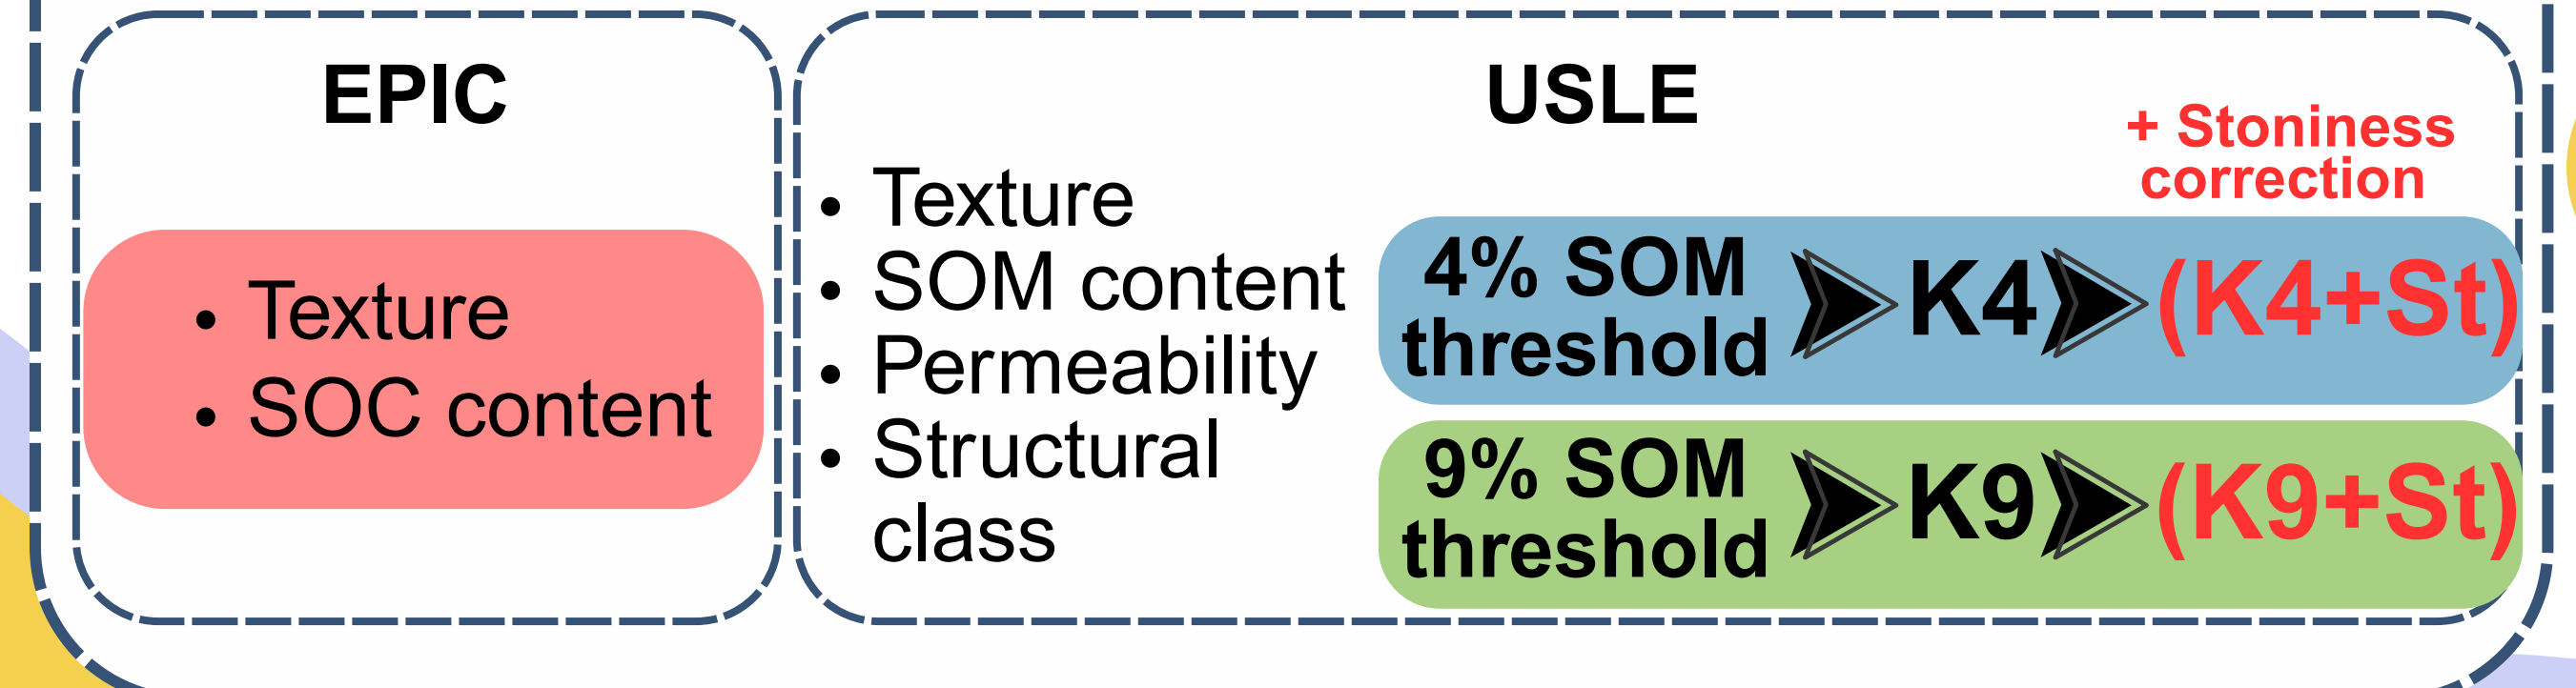 EPIC
• Texture
• SOC content
USLE
• Texture
• SOM content
• Permeability
• Structural
class
+ Stoniness
correction
4% SOM
threshold
K4
(K4+St)
9% SOM
threshold
K9
(K9+St)